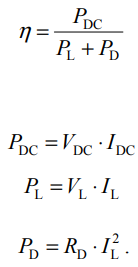 η = P_DC / (P_L + P_D)
P_DC = V_DC · I_DC
P_L = V_L · I_L
P_D = R_D · I_L^2 .